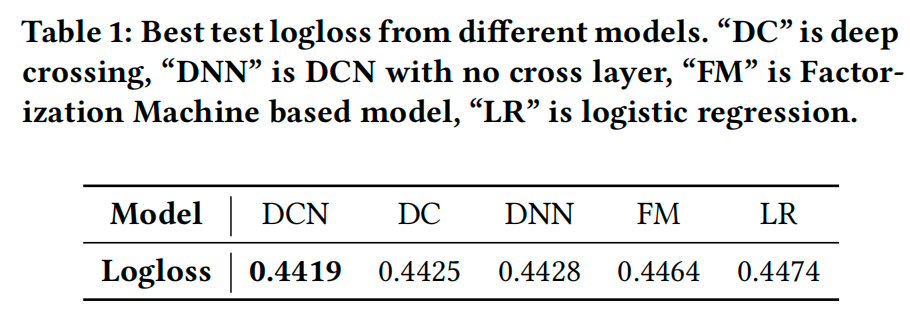 Table 1: Best test logloss from different models. “DC” is deep
crossing, “DNN” is DCN with no cross layer, “FM” is Factor-
ization Machine based model, “LR” is logistic regression.
Model DCN DC DNN FM LR
Logloss 0.4419 0.4425 0.4428 0.4464 0.4474